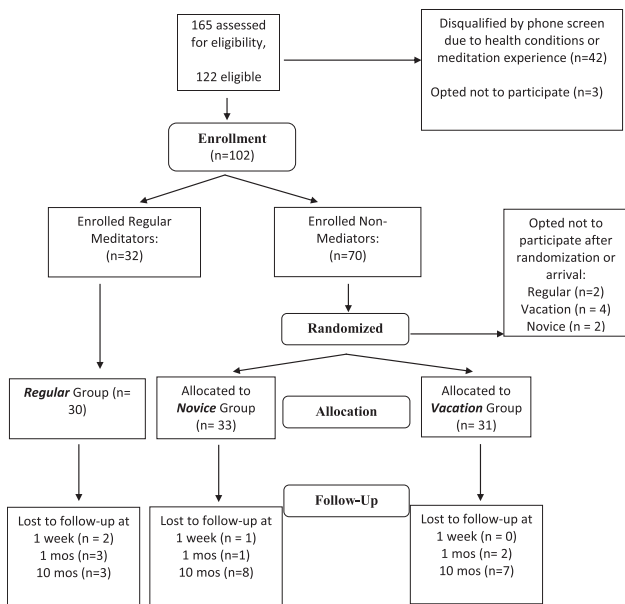 165 assessed
for eligibility,
122 eligible
Disqualified by phone screen
due to health conditions or
meditation experience (n=42)
Opted not to participate (n=3)
Enrollment
(n=102)
Enrolled Regular
Meditators:
(n=32)
Enrolled Non-
Mediators:
(n=70)
Opted not to
participate after
randomization or
arrival:
Regular (n=2)
Vacation (n = 4)
Novice (n = 2)
Randomized
Regular Group (n=
30)
Allocated to
Novice Group
(n= 33)
Allocation
Allocated to
Vacation Group
(n= 31)
Follow-Up
Lost to follow-up at
1 week (n = 2)
1 mos (n=3)
10 mos (n=3)
Lost to follow-up at
1 week (n = 1)
1 mos (n=1)
10 mos (n=8)
Lost to follow-up at
1 week (n = 0)
1 mos (n= 2)
10 mos (n=7)